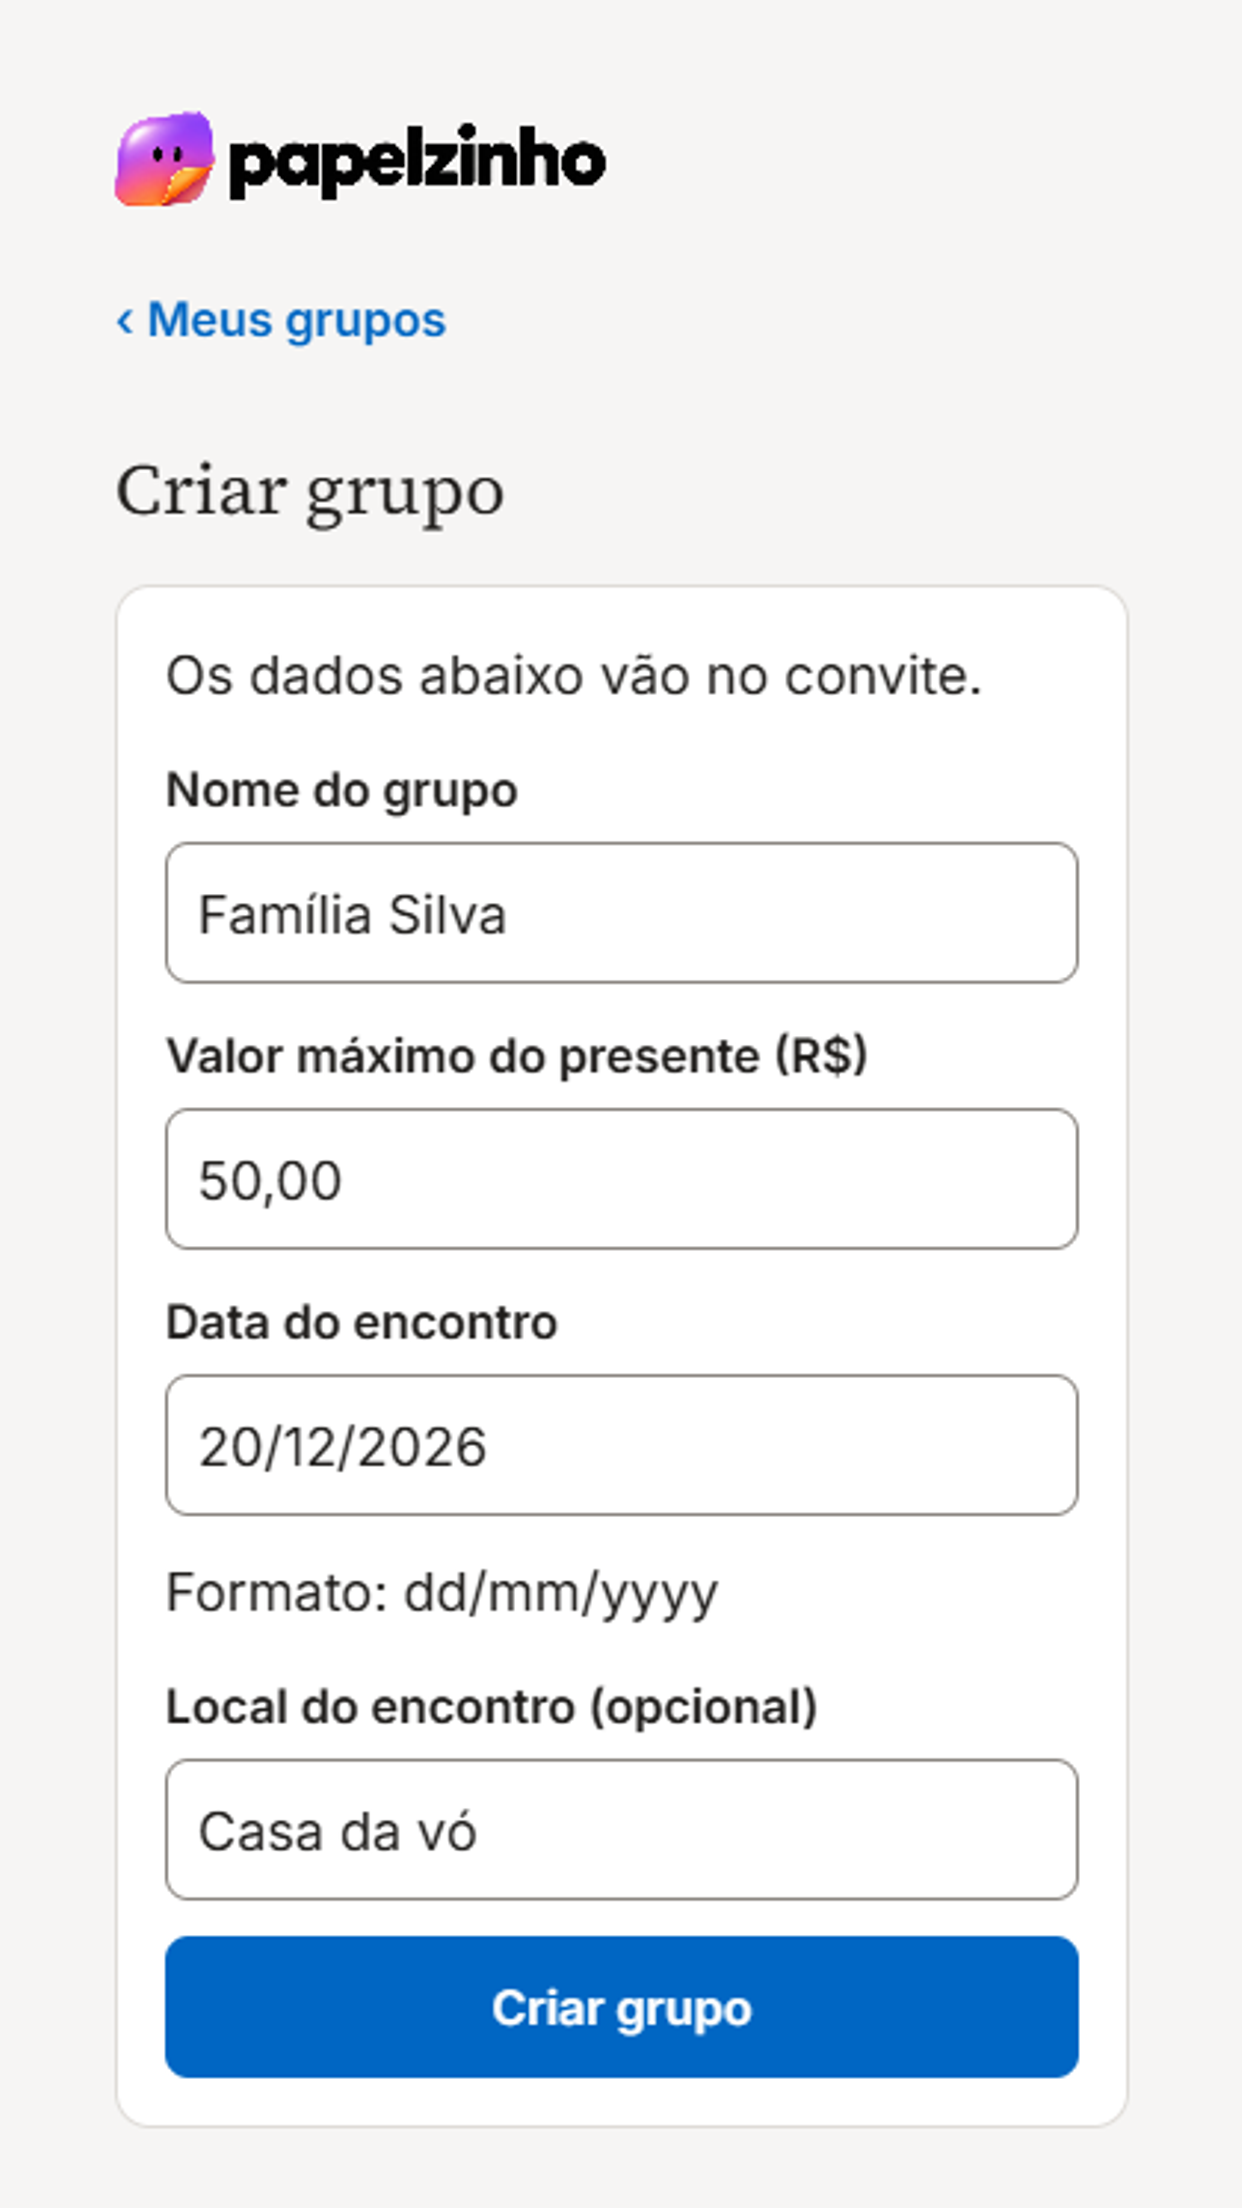 papelzinho
‹ Meus grupos
Criar grupo
Os dados abaixo vão no convite.
Nome do grupo
Família Silva
Valor máximo do presente (R$)
50,00
Data do encontro
20/12/2026
Formato: dd/mm/yyyy
Local do encontro (opcional)
Casa da vó
Criar grupo